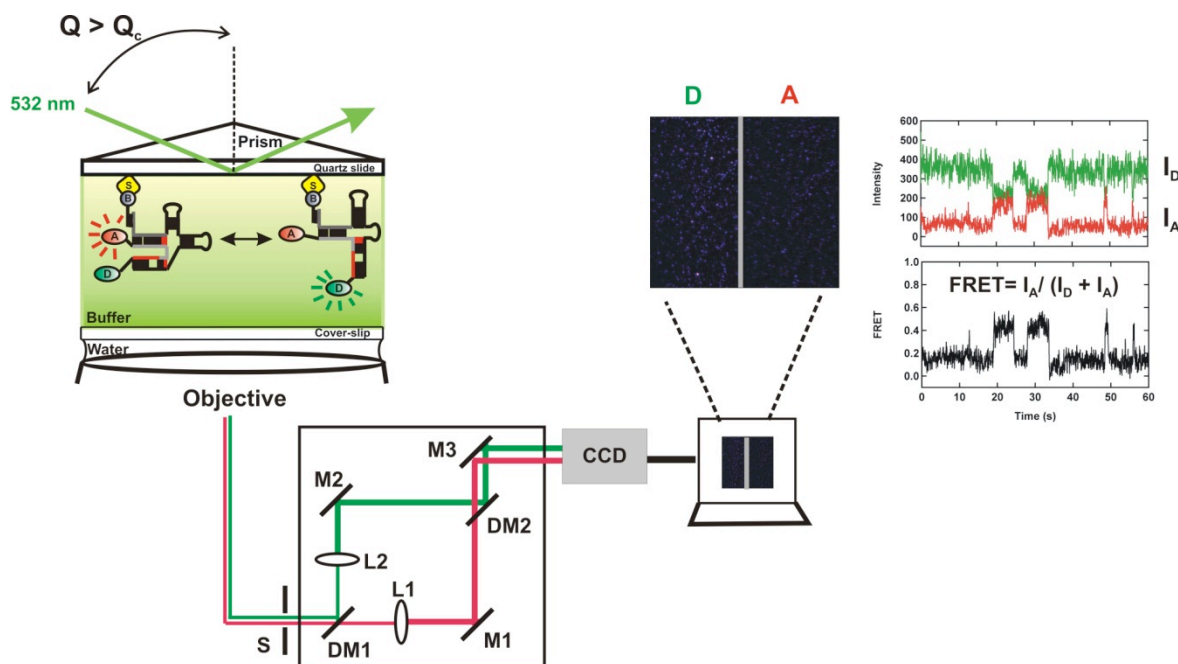 Q > Qc
532 nm
Prism
Quartz slide
S
B
A
D
S
B
A
D
Buffer
Cover-slip
Water
Objective
S
DM1
L1
M1
L2
M2
DM2
M3
CCD
D A
Intensity
600
500
400
300
200
100
0
ID
IA
FRET
1.0
0.8
0.6
0.4
0.2
0.0
FRET= IA/ (ID + IA)
0 10 20 30 40 50 60
Time (s)